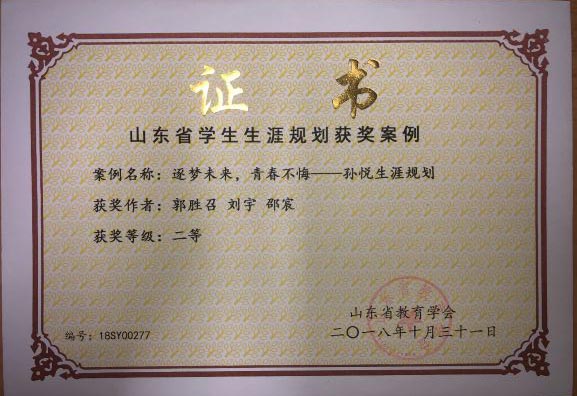 证 书
山东省学生生涯规划获奖案例
案例名称：逐梦未来，青春不悔——孙悦生涯规划
获奖作者：郭胜召 刘宇 邵宸
获奖等级：二等
山东省教育学会
编号：18SY00277
二〇一八年十月三十一日